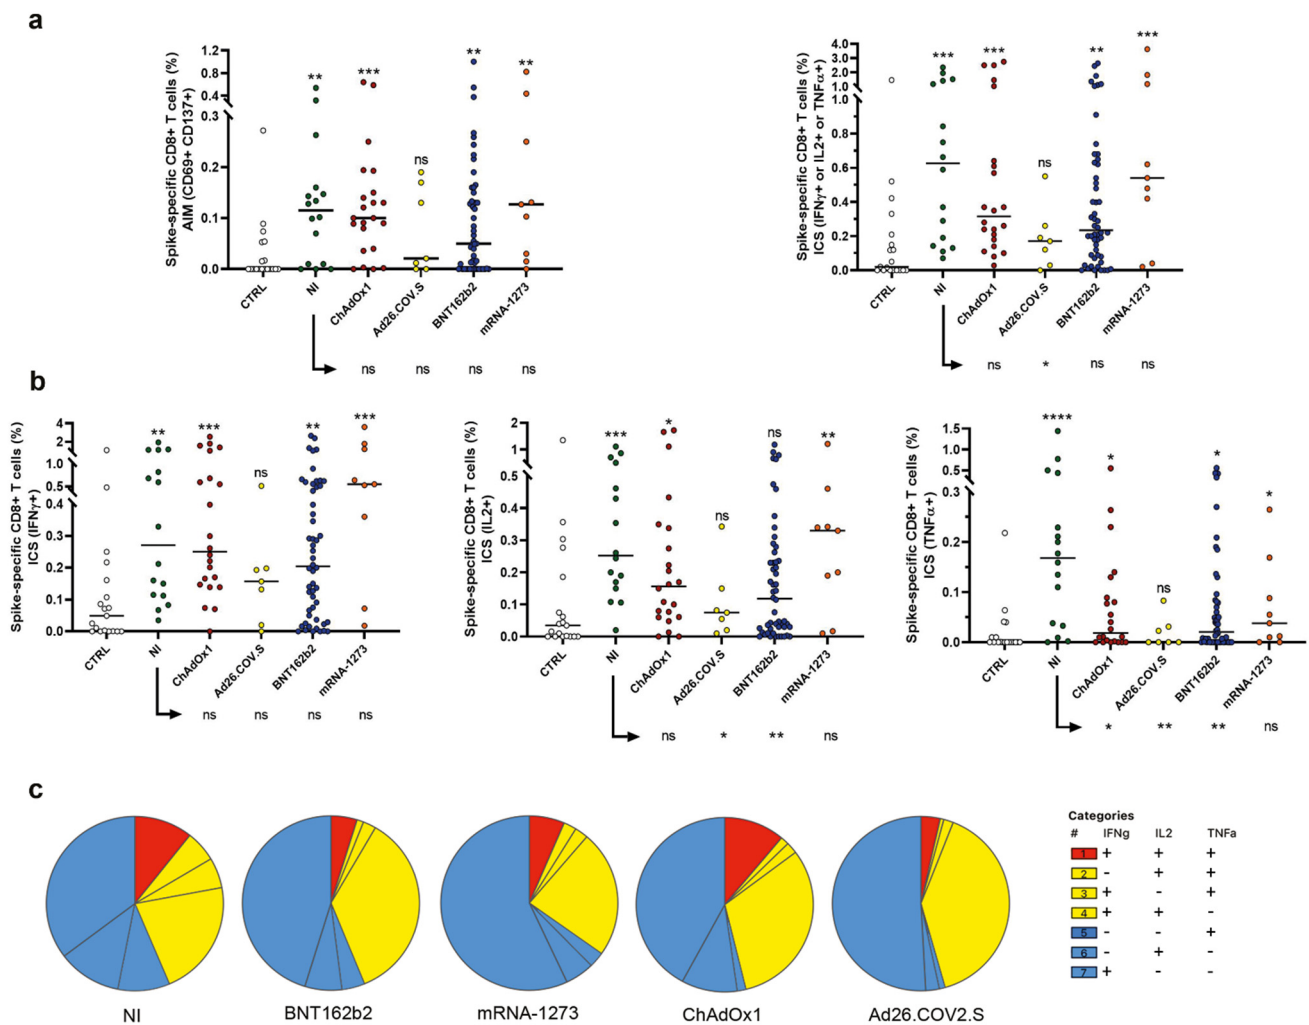 a
Spike-specific CD8+ T cells (%)
AIM (CD69+ CD137+)
1.2
0.8
0.4
0.3
0.2
0.1
0.0
** *** ns ** **
CTRL NI ChAdOx1 Ad26.COV.S BNT162b2 mRNA-1273
ns ns ns ns
Spike-specific CD8+ T cells (%)
ICS (IFNγ+ or IL2+ or TNFα+)
4.0
3.0
2.0
1.0
0.8
0.6
0.4
0.2
0.0
*** *** ns ** ***
CTRL NI ChAdOx1 Ad26.COV.S BNT162b2 mRNA-1273
ns * ns ns
b
Spike-specific CD8+ T cells (%)
ICS (IFNγ+)
4
2
1.0
0.5
0.4
0.3
0.2
0.1
0.0
** *** ns ** ***
CTRL NI ChAdOx1 Ad26.COV.S BNT162b2 mRNA-1273
ns ns ns ns
Spike-specific CD8+ T cells (%)
ICS (IL2+)
2
1
0.5
0.4
0.3
0.2
0.1
0.0
*** * ns ns **
CTRL NI ChAdOx1 Ad26.COV.S BNT162b2 mRNA-1273
ns * ** ns
Spike-specific CD8+ T cells (%)
ICS (TNFα+)
1.5
1.0
0.5
0.3
0.2
0.1
0.0
**** * ns * *
CTRL NI ChAdOx1 Ad26.COV.S BNT162b2 mRNA-1273
* ** ** ns
c
NI BNT162b2 mRNA-1273 ChAdOx1 Ad26.COV2.S
Categories
# IFNg IL2 TNFa
1 + + +
2 - + +
3 + - +
4 + + -
5 - - +
6 - + -
7 + - -